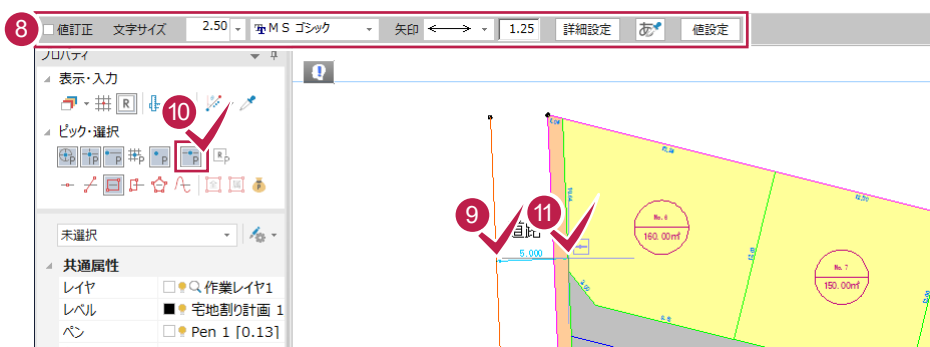 8
値訂正 文字サイズ 2.50 MS ゴシック 矢印 1.25 詳細設定 あ 値設定
プロパティ
表示・入力
R
10
ピック・選択
P P P P P P R P
未選択
共通属性
レイヤ 作業レイヤ1
レベル 宅地割り計画 1
ペン Pen 1 [0.13]
9
11
道路
5.000
No.6
160.00㎡
No.7
150.00㎡